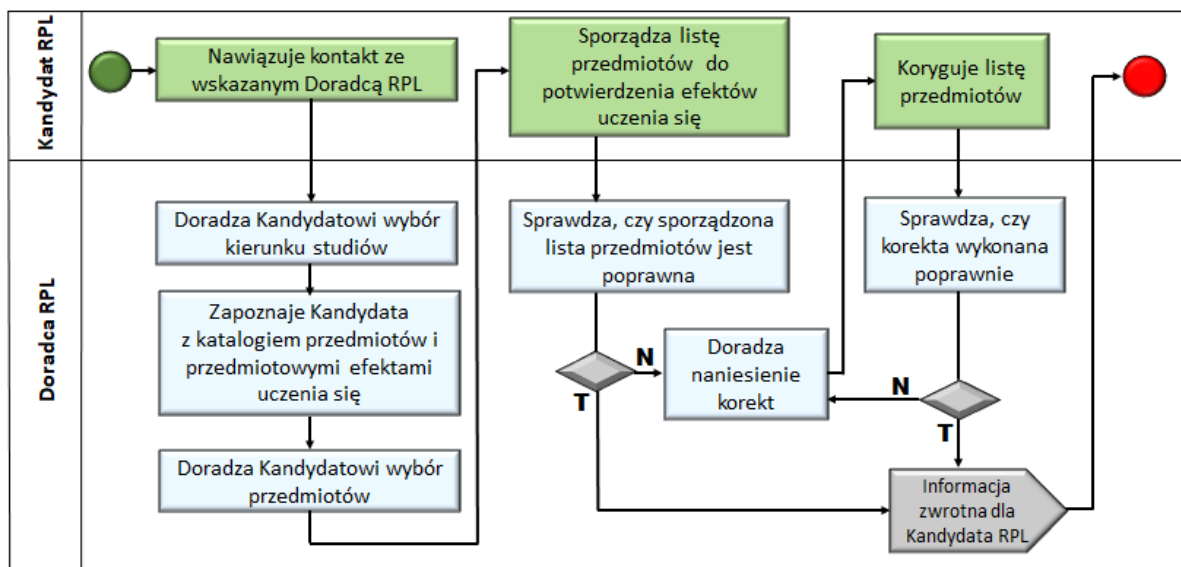 Kandydat RPL
Nawiązuje kontakt ze
wskazanym Doradcą RPL
Sporządza listę
przedmiotów do
potwierdzenia efektów
uczenia się
Koryguje listę
przedmiotów
Doradca RPL
Doradza Kandydatowi wybór
kierunku studiów
Zapoznaje Kandydata
z katalogiem przedmiotów i
przedmiotowymi efektami
uczenia się
Doradza Kandydatowi wybór
przedmiotów
Sprawdza, czy sporządzona
lista przedmiotów jest
poprawna
N
T
Doradza
naniesienie
korekt
Sprawdza, czy
korekta wykonana
poprawnie
N
T
Informacja
zwrotna dla
Kandydata RPL